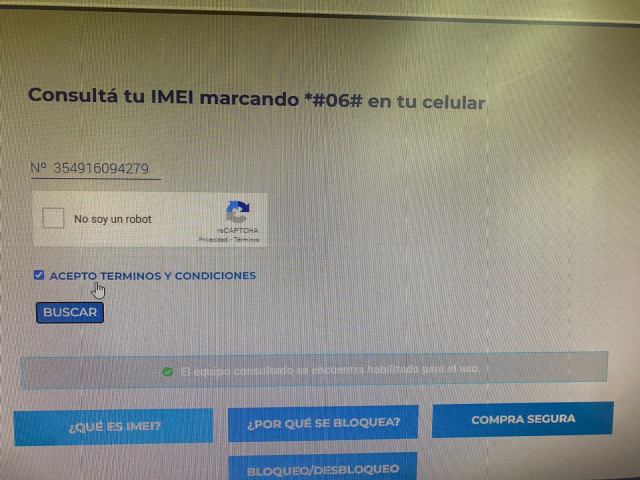 Consultá tu IMEI marcando *#06# en tu celular
Nº 354916094279
No soy un robot
reCAPTCHA
Privacidad - Términos
ACEPTO TERMINOS Y CONDICIONES
BUSCAR
El equipo consultado se encuentra habilitado para el uso.
¿QUÉ ES IMEI?
¿POR QUÉ SE BLOQUEA?
COMPRA SEGURA
BLOQUEO/DESBLOQUEO